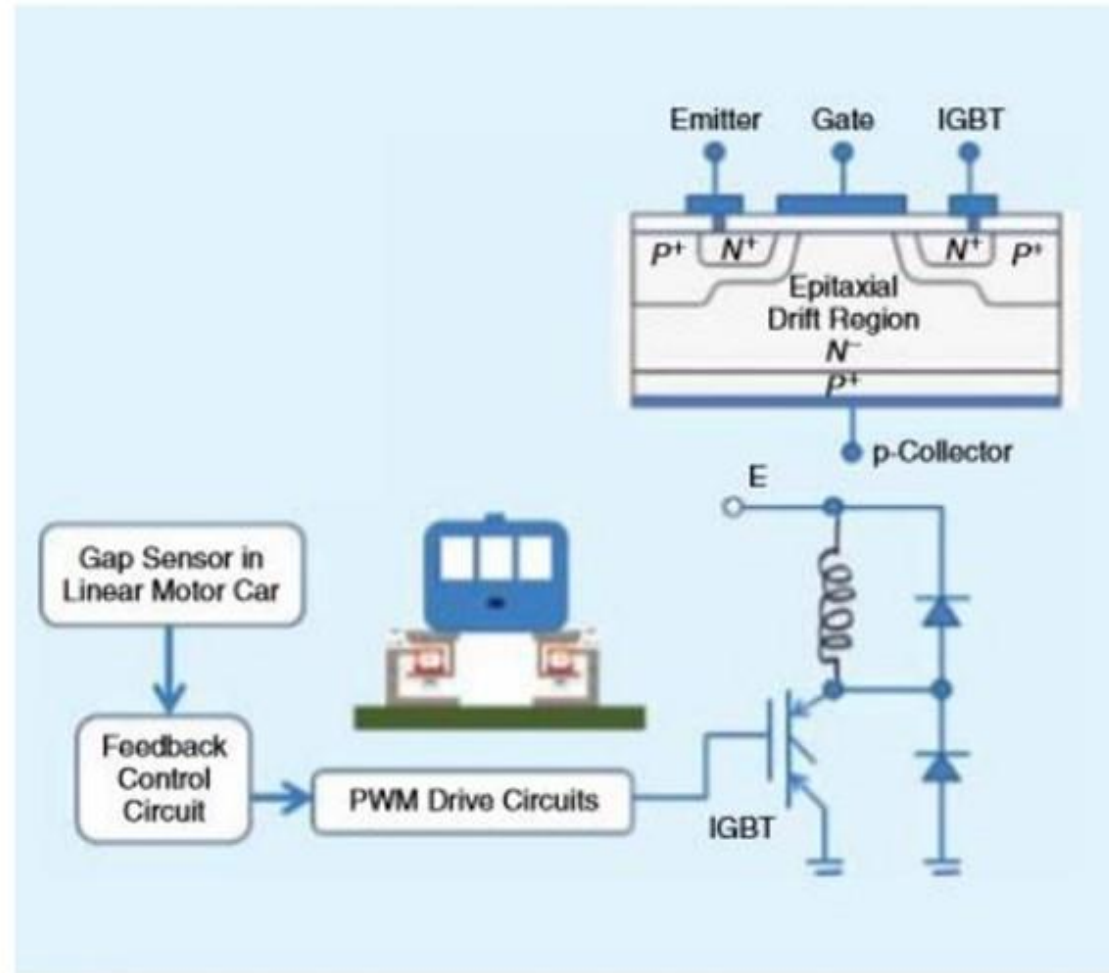 Emitter Gate IGBT
P+ N+ N+ P+
Epitaxial
Drift Region
N−
P+
p-Collector
E
Gap Sensor in
Linear Motor Car
Feedback
Control
Circuit
PWM Drive Circuits
IGBT